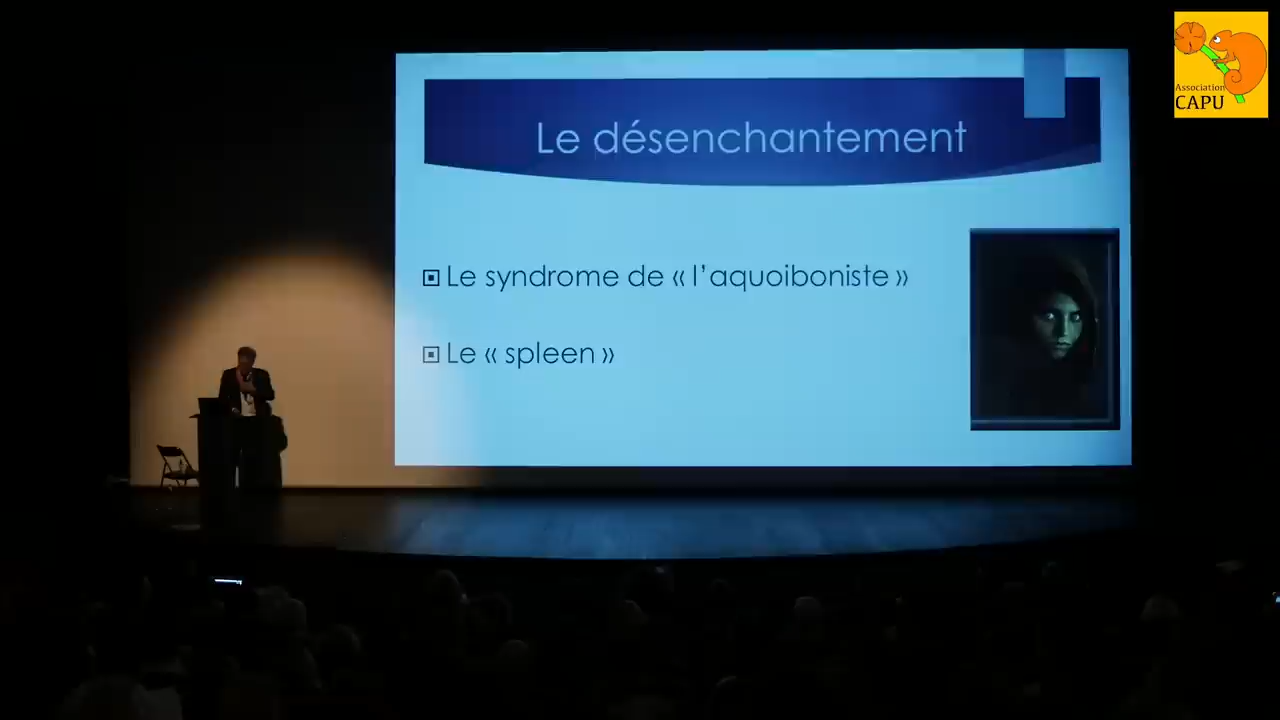 Le désenchantement
Le syndrome de « l’aquoiboniste »
Le « spleen »
Association
CAPU